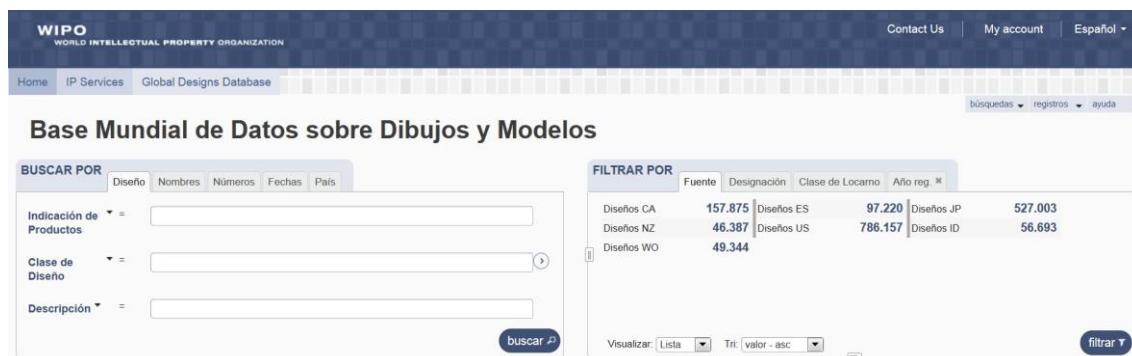 WIPO
WORLD INTELLECTUAL PROPERTY ORGANIZATION
Contact Us
My account
Español
Home
IP Services
Global Designs Database
búsquedas
registros
ayuda
Base Mundial de Datos sobre Dibujos y Modelos
BUSCAR POR
Diseño Nombres Números Fechas País
Indicación de Productos =
Clase de Diseño =
Descripción =
buscar
FILTRAR POR
Fuente Designación Clase de Locarno Año reg.
Diseños CA 157.875 Diseños ES 97.220 Diseños JP 527.003
Diseños NZ 46.387 Diseños US 786.157 Diseños ID 56.693
Diseños WO 49.344
Visualizar: Lista Tri: valor - asc
filtrar